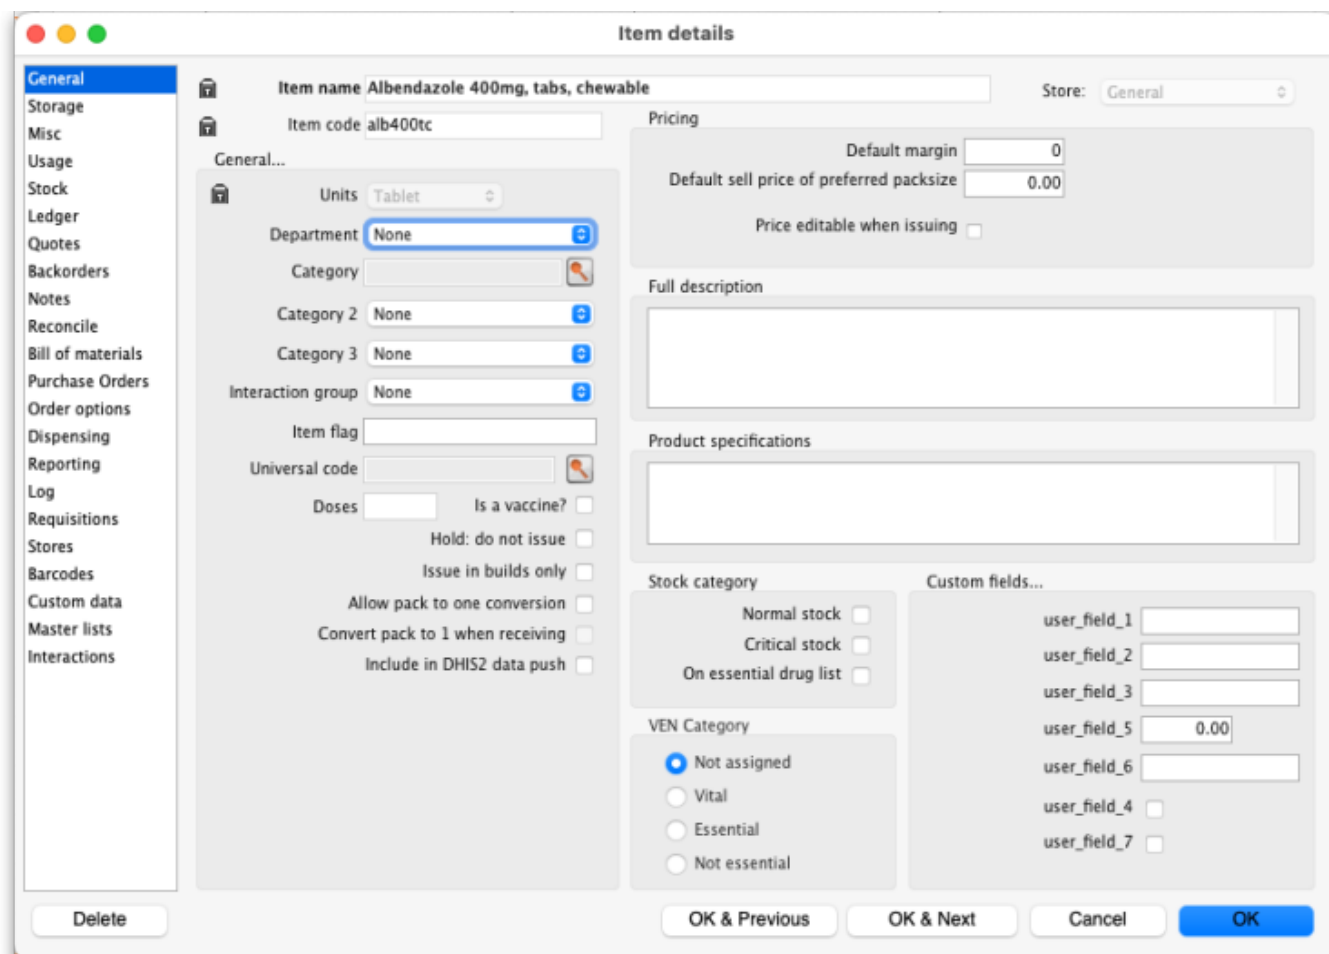 Item details
General
Storage
Misc
Usage
Stock
Ledger
Quotes
Backorders
Notes
Reconcile
Bill of materials
Purchase Orders
Order options
Dispensing
Reporting
Log
Requisitions
Stores
Barcodes
Custom data
Master lists
Interactions
Item name Albendazole 400mg, tabs, chewable
Store: General
Item code alb400tc
General...
Units Tablet
Department None
Category
Category 2 None
Category 3 None
Interaction group None
Item flag
Universal code
Doses Is a vaccine?
Hold: do not issue
Issue in builds only
Allow pack to one conversion
Convert pack to 1 when receiving
Include in DHIS2 data push
Pricing
Default margin 0
Default sell price of preferred packsize 0.00
Price editable when issuing
Full description
Product specifications
Stock category
Normal stock
Critical stock
On essential drug list
VEN Category
Not assigned
Vital
Essential
Not essential
Custom fields...
user_field_1
user_field_2
user_field_3
user_field_5 0.00
user_field_6
user_field_4
user_field_7
Delete
OK & Previous
OK & Next
Cancel
OK